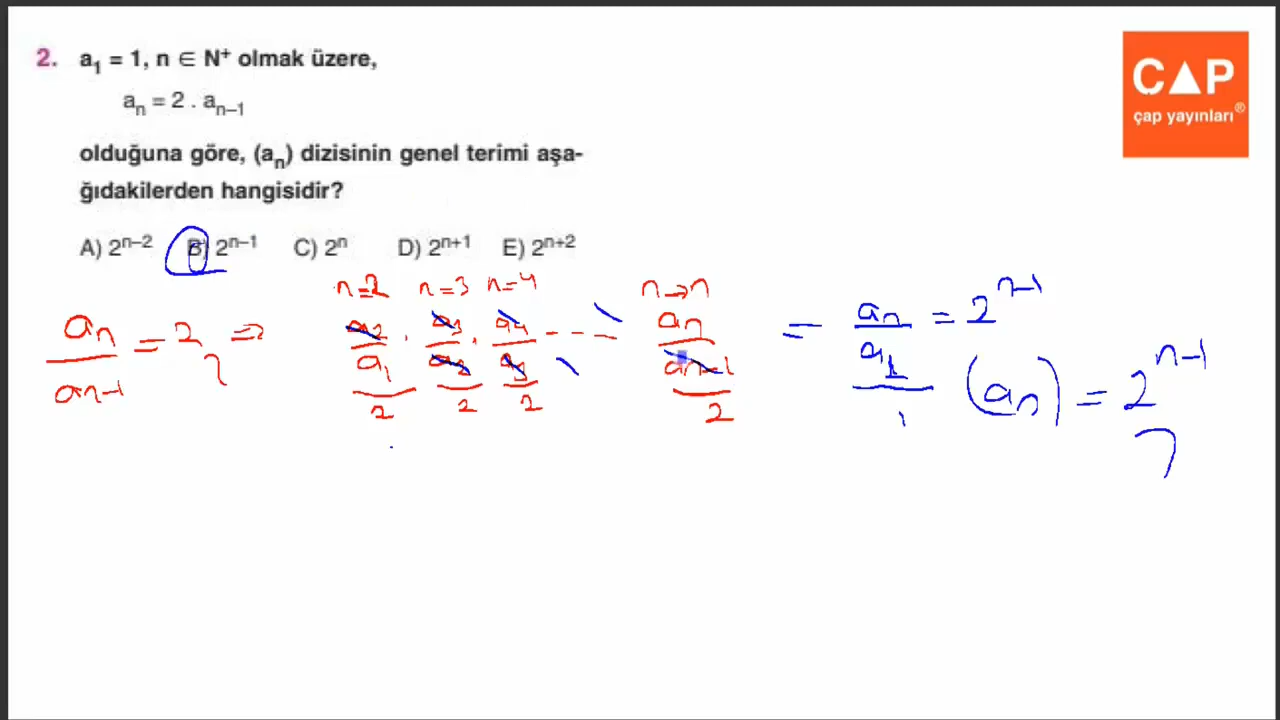 2. a₁ = 1, n ∈ N⁺ olmak üzere,
aₙ = 2 . aₙ₋₁
olduğuna göre, (aₙ) dizisinin genel terimi aşa-
ğıdakilerden hangisidir?
A) 2ⁿ⁻² B) 2ⁿ⁻¹ C) 2ⁿ D) 2ⁿ⁺¹ E) 2ⁿ⁺²
CAP
çap yayınları®
n=2 n=3 n=4 n→n
aₙ/aₙ₋₁ = 2 ⇒ a₂/a₁ . a₃/a₂ . a₄/a₃ - - - aₙ/aₙ₋₁ = aₙ/a₁ = 2ⁿ⁻¹
2 2 2 2 1 (aₙ) = 2ⁿ⁻¹